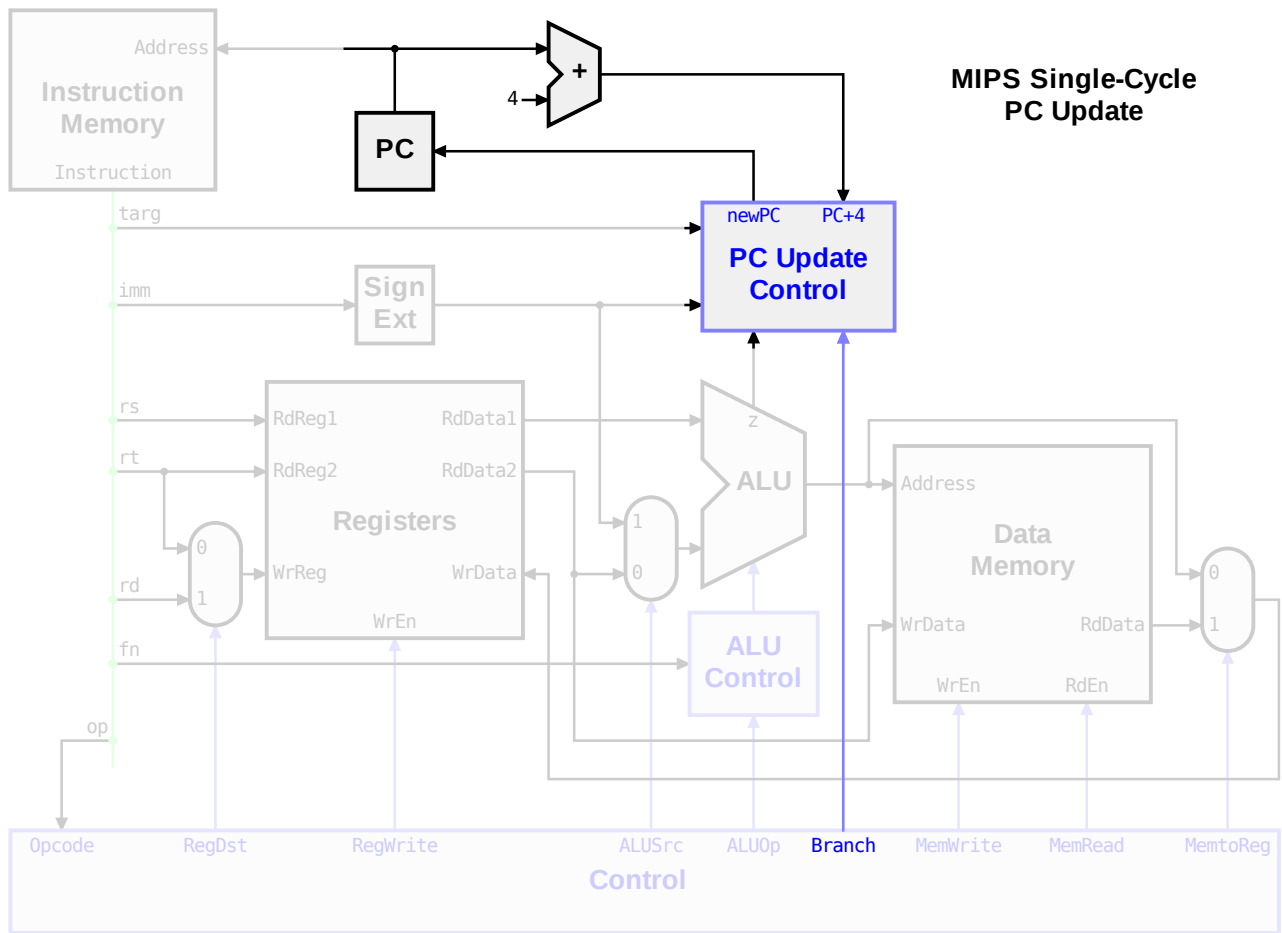 MIPS Single-Cycle
PC Update
Address
Instruction
Memory
Instruction
+
4
PC
newPC PC+4
PC Update
Control
targ
imm
Sign
Ext
rs
rt
rd
fn
op
RdReg1 RdData1
RdReg2 RdData2
Registers
WrReg WrData
WrEn
0
1
1
0
z
ALU
ALU
Control
Address
Data
Memory
WrData RdData
WrEn RdEn
0
1
Opcode RegDst RegWrite ALUSrc ALUOp Branch MemWrite MemRead MemtoReg
Control